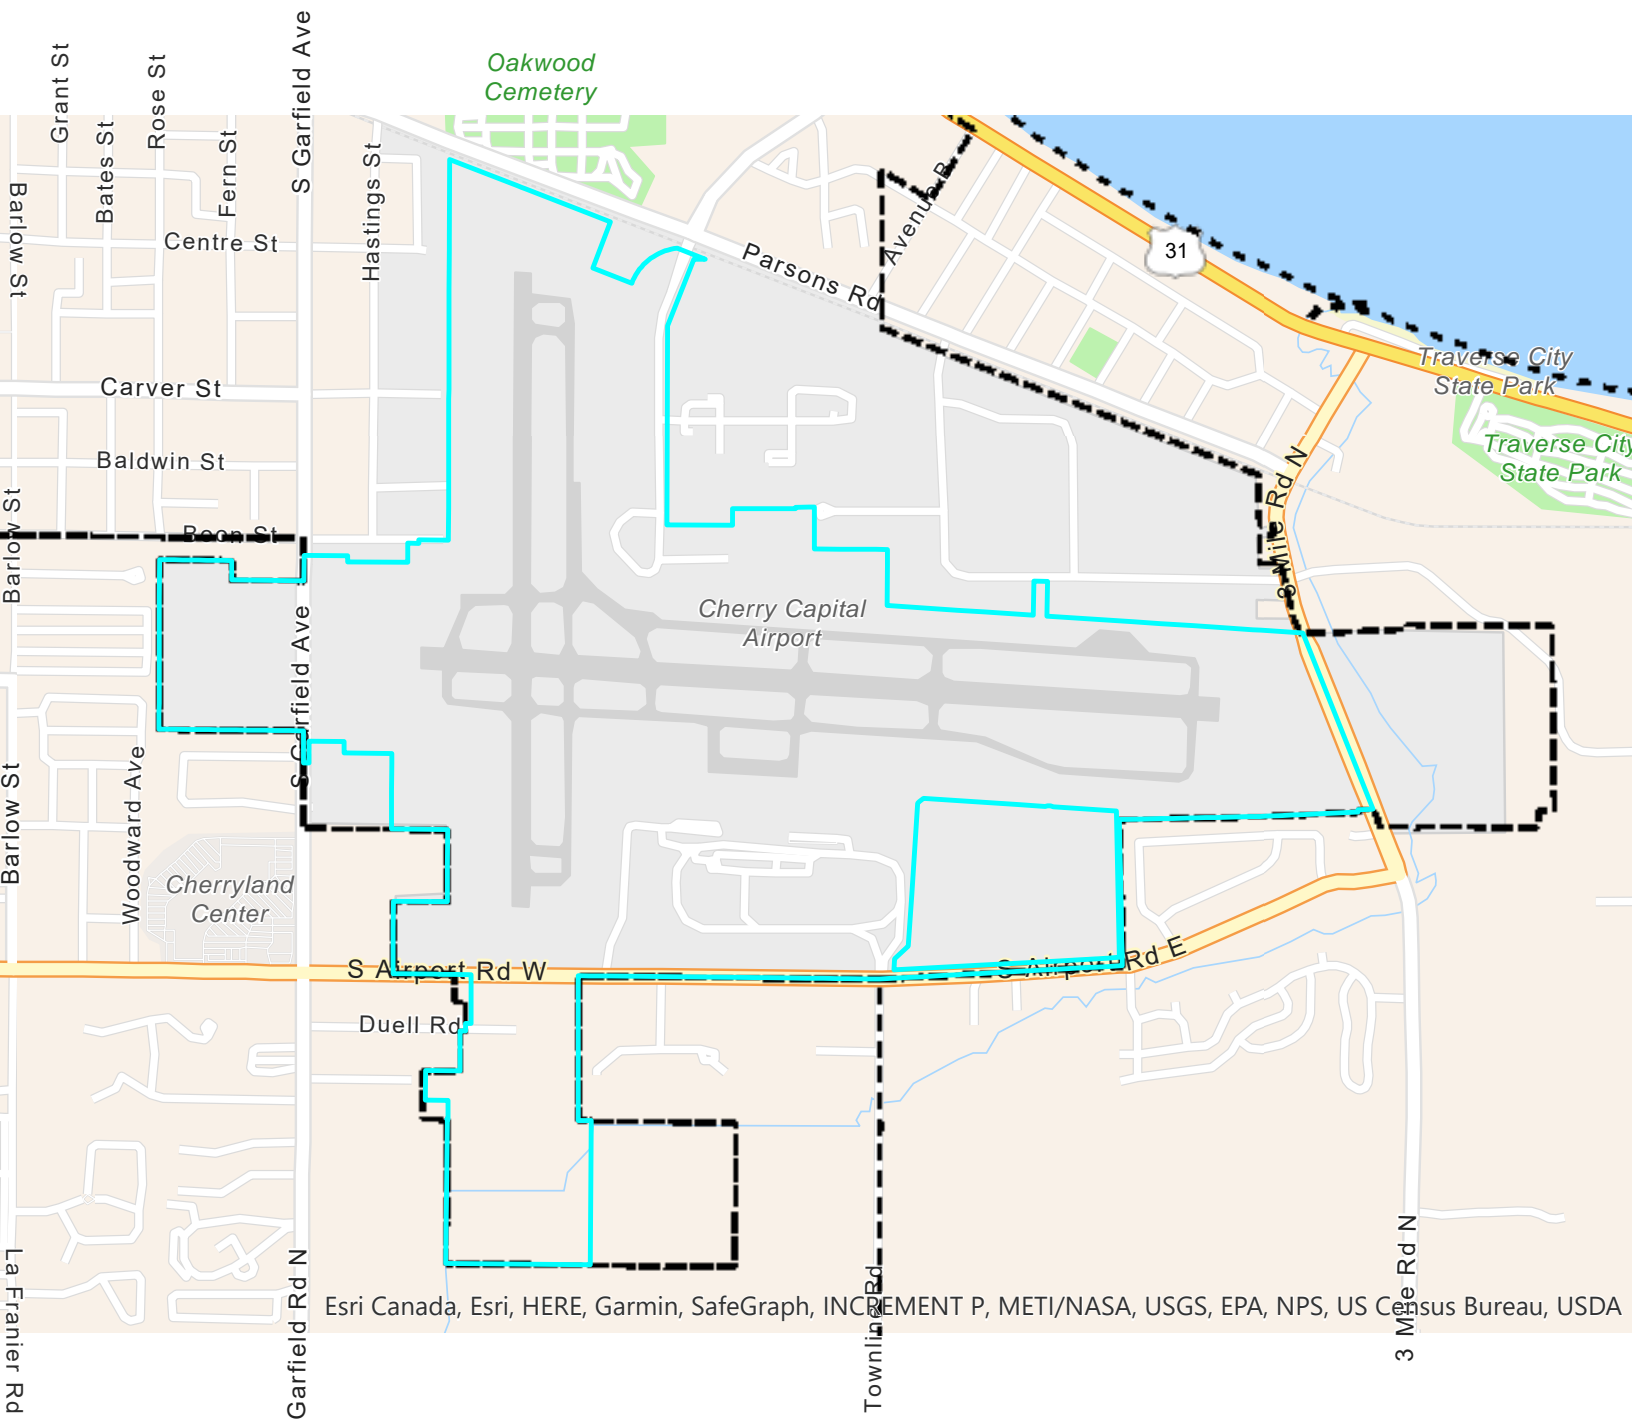 Grant St
Bates St
Rose St
Fern St
S Garfield Ave
Hastings St
Oakwood
Cemetery
Barlow St
Centre St
Avenue B
31
Parsons Rd
Carver St
Traverse City
State Park
Baldwin St
Traverse City
State Park
3 Mile Rd N
Barlow St
Boon St
Cherry Capital
Airport
S Garfield Ave
Barlow St
Woodward Ave
Cherryland
Center
S Airport Rd W
S Airport Rd E
Duell Rd
La Franier Rd
Garfield Rd N
Townline Rd
3 Mile Rd N
Esri Canada, Esri, HERE, Garmin, SafeGraph, INCREMENT P, METI/NASA, USGS, EPA, NPS, US Census Bureau, USDA